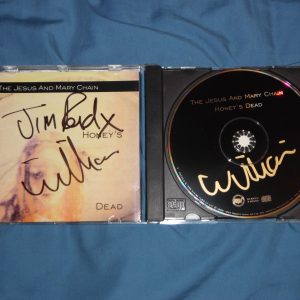 THE JESUS AND MARY CHAIN
JIM Reid x
HONEY'S
William
DEAD
THE JESUS AND MARY CHAIN
HONEY'S DEAD
William